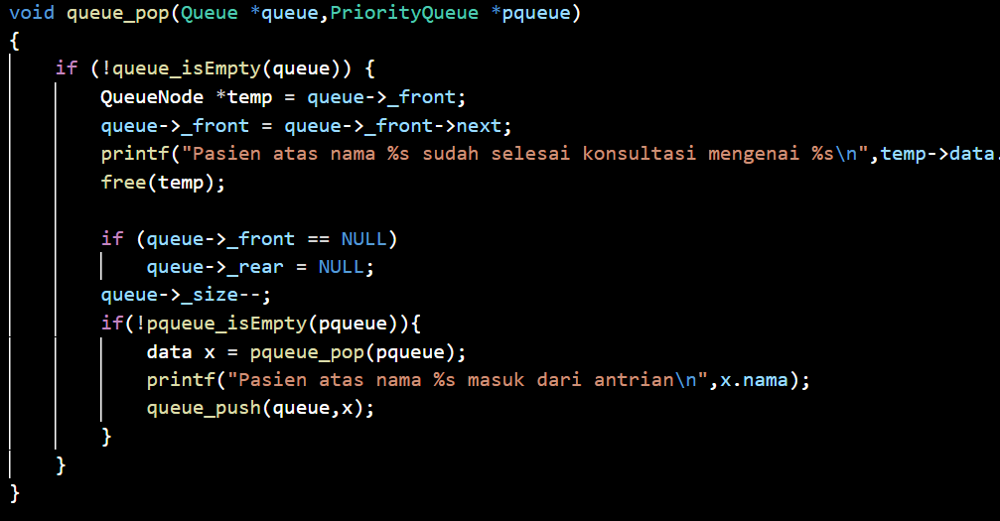 void queue_pop(Queue *queue,PriorityQueue *pqueue)
{
    if (!queue_isEmpty(queue)) {
        QueueNode *temp = queue->_front;
        queue->_front = queue->_front->next;
        printf("Pasien atas nama %s sudah selesai konsultasi mengenai %s\n",temp->data.
        free(temp);

        if (queue->_front == NULL)
            queue->_rear = NULL;
        queue->_size--;
        if(!pqueue_isEmpty(pqueue)){
            data x = pqueue_pop(pqueue);
            printf("Pasien atas nama %s masuk dari antrian\n",x.nama);
            queue_push(queue,x);
        }
    }
}